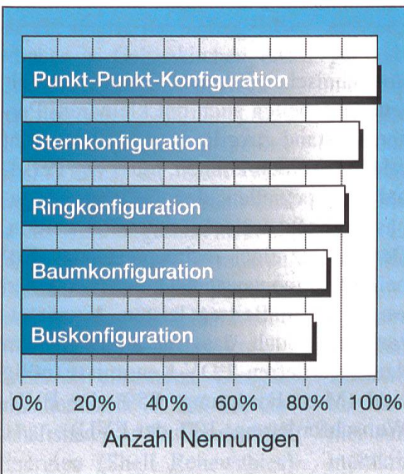 Punkt-Punkt-Konfiguration
Sternkonfiguration
Ringkonfiguration
Baumkonfiguration
Buskonfiguration
0% 20% 40% 60% 80% 100%
Anzahl Nennungen